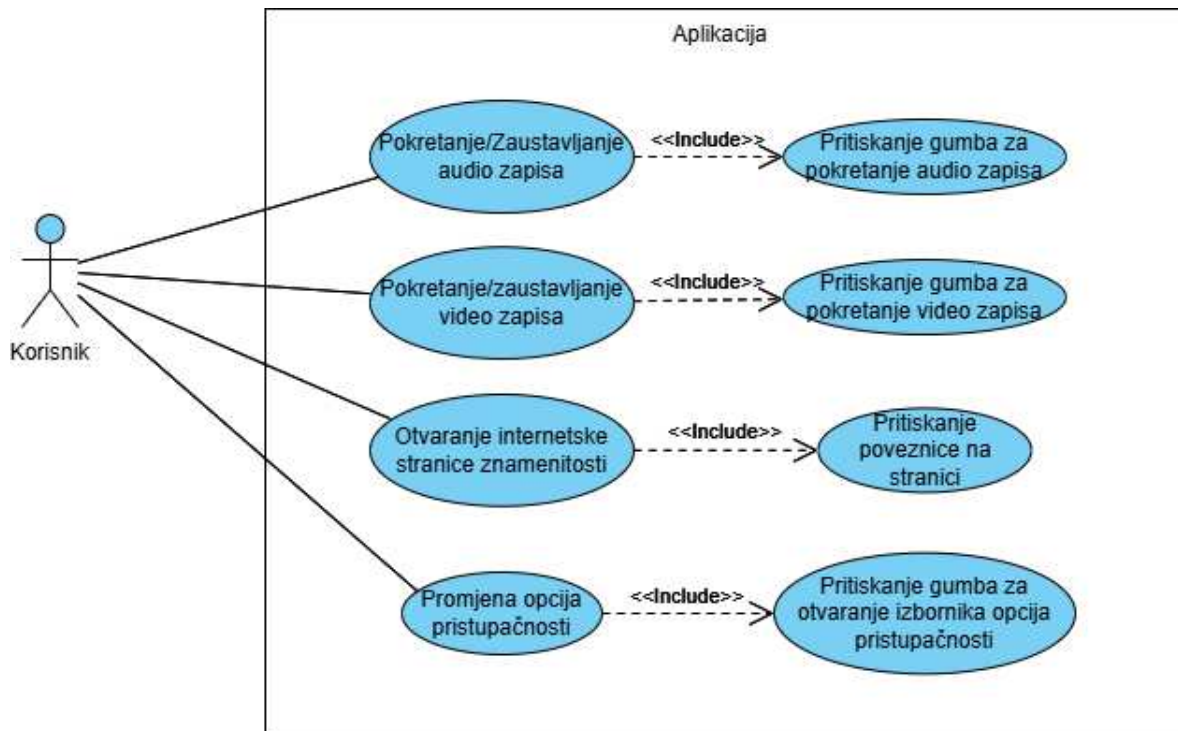 Aplikacija
Pokretanje/Zaustavljanje
audio zapisa
<<Include>>
Pritiskanje gumba za
pokretanje audio zapisa
Pokretanje/zaustavljanje
video zapisa
<<Include>>
Pritiskanje gumba za
pokretanje video zapisa
Korisnik
Otvaranje internetske
stranice znamenitosti
<<Include>>
Pritiskanje
poveznice na
stranici
Promjena opcija
pristupačnosti
<<Include>>
Pritiskanje gumba za
otvaranje izbornika opcija
pristupačnosti